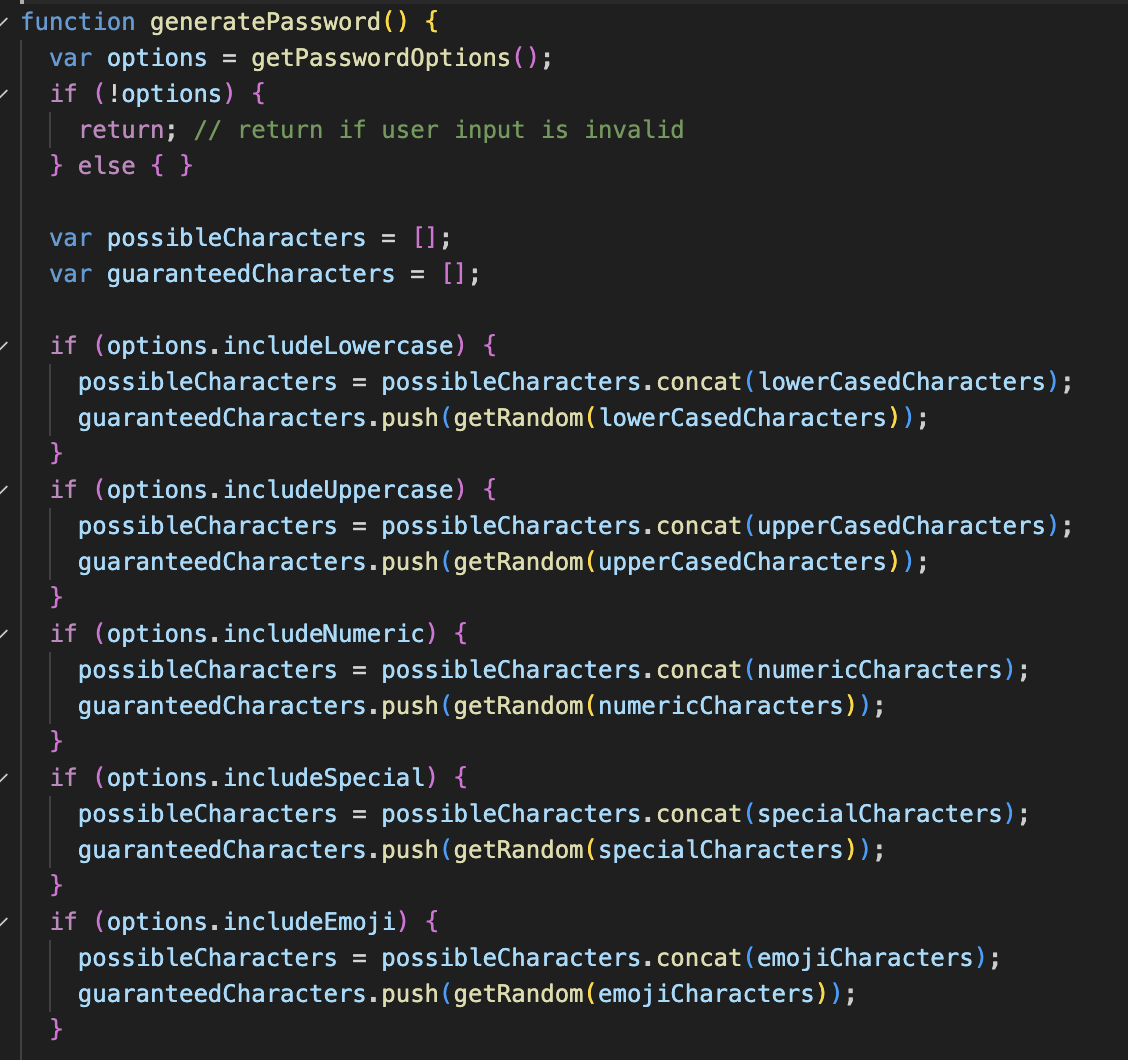 function generatePassword() {
  var options = getPasswordOptions();
  if (!options) {
    return; // return if user input is invalid
  } else { }

  var possibleCharacters = [];
  var guaranteedCharacters = [];

  if (options.includeLowercase) {
    possibleCharacters = possibleCharacters.concat(lowerCasedCharacters);
    guaranteedCharacters.push(getRandom(lowerCasedCharacters));
  }
  if (options.includeUppercase) {
    possibleCharacters = possibleCharacters.concat(upperCasedCharacters);
    guaranteedCharacters.push(getRandom(upperCasedCharacters));
  }
  if (options.includeNumeric) {
    possibleCharacters = possibleCharacters.concat(numericCharacters);
    guaranteedCharacters.push(getRandom(numericCharacters));
  }
  if (options.includeSpecial) {
    possibleCharacters = possibleCharacters.concat(specialCharacters);
    guaranteedCharacters.push(getRandom(specialCharacters));
  }
  if (options.includeEmoji) {
    possibleCharacters = possibleCharacters.concat(emojiCharacters);
    guaranteedCharacters.push(getRandom(emojiCharacters));
  }